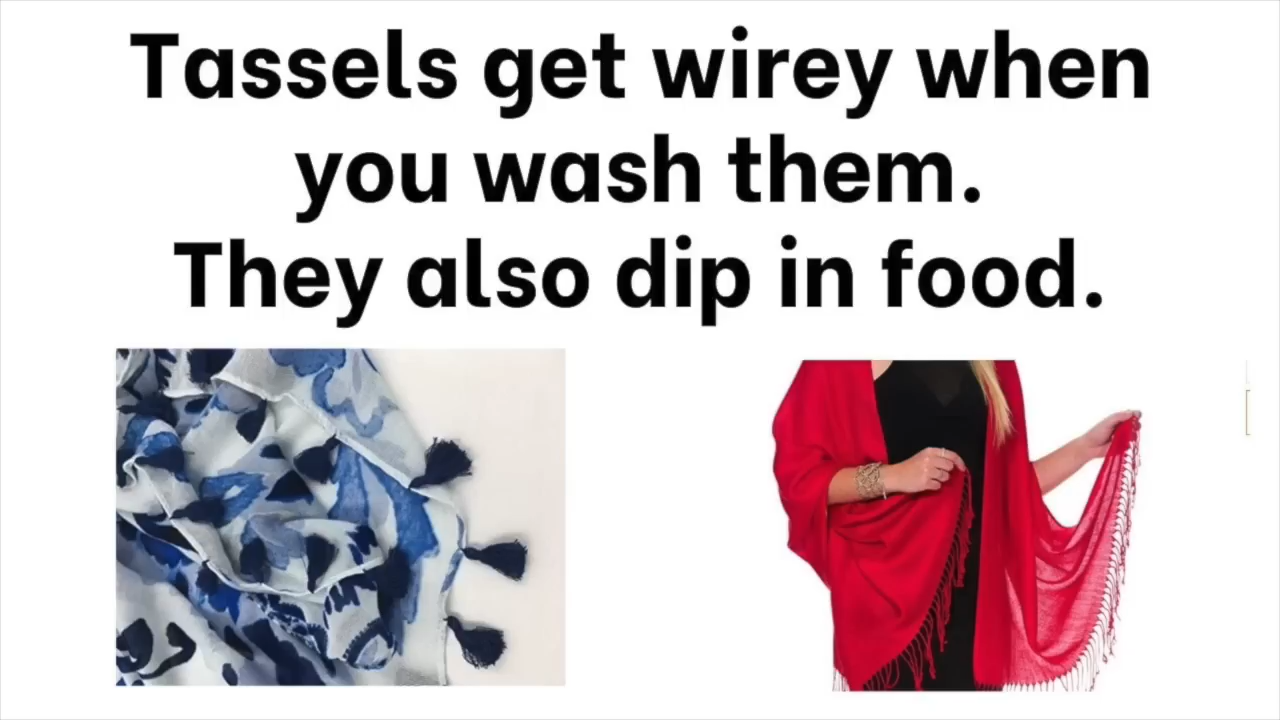 Tassels get wirey when
you wash them.
They also dip in food.